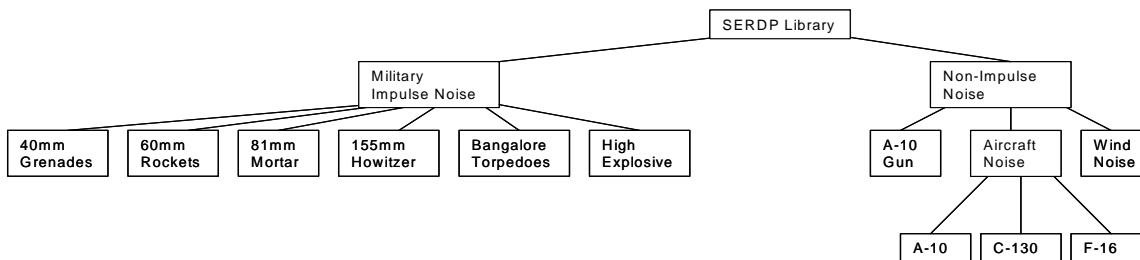 SERDP Library
Military
Impulse Noise
Non-Impulse
Noise
40mm
Grenades
60mm
Rockets
81mm
Mortar
155mm
Howitzer
Bangalore
Torpedoes
High
Explosive
A-10
Gun
Aircraft
Noise
Wind
Noise
A-10
C-130
F-16